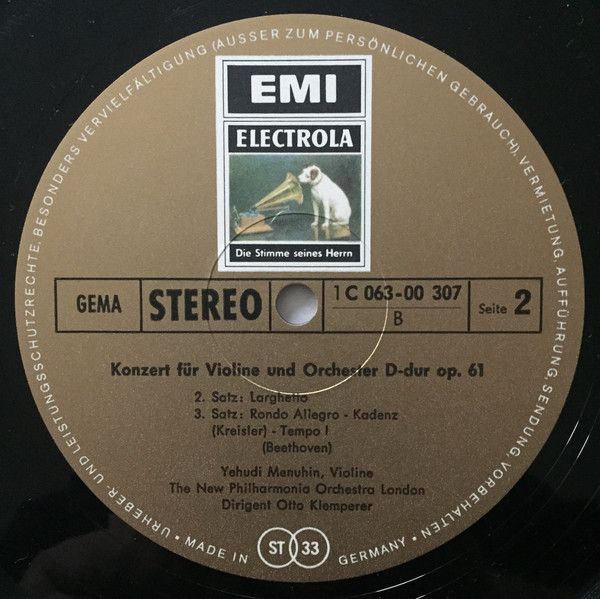 URHEBER- UND LEISTUNGSSCHUTZRECHTE, BESONDERS VERVIELFÄLTIGUNG (AUSSER ZUM PERSÖNLICHEN GEBRAUCH), VERMIETUNG, AUFFÜHRUNG, SENDUNG VORBEHALTEN
EMI
ELECTROLA
Die Stimme seines Herrn
GEMA
STEREO
1 C 063-00 307
B
Seite 2
Konzert für Violine und Orchester D-dur op. 61
2. Satz: Larghetto
3. Satz: Rondo Allegro - Kadenz
(Kreisler) - Tempo I
(Beethoven)
Yehudi Menuhin, Violine
The New Philharmonia Orchestra London
Dirigent Otto Klemperer
• MADE IN ST 33 GERMANY •